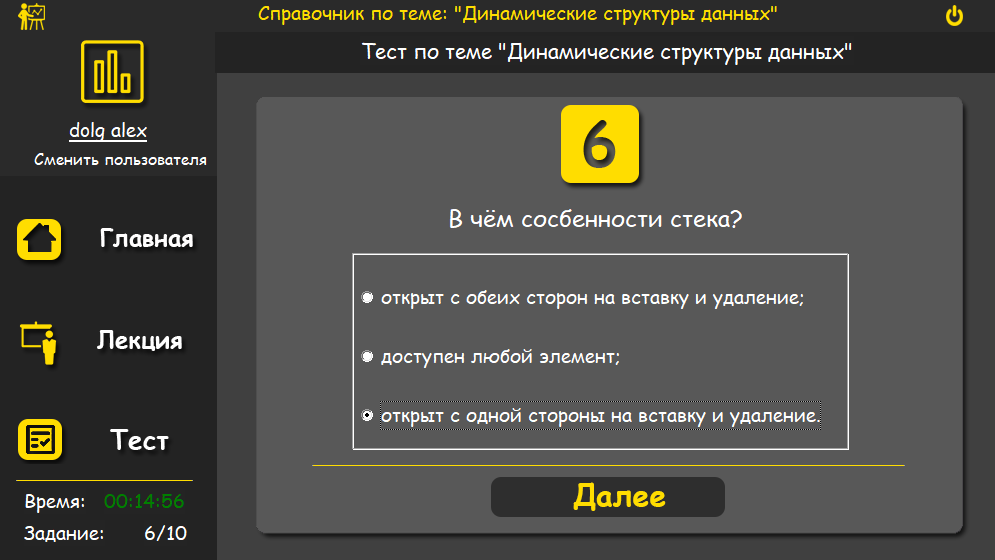 Справочник по теме: "Динамические структуры данных"
Тест по теме "Динамические структуры данных"
dolg alex
Сменить пользователя
Главная
Лекция
Тест
Время: 00:14:56
Задание: 6/10
6
В чём сосбенности стека?
открыт с обеих сторон на вставку и удаление;
доступен любой элемент;
открыт с одной стороны на вставку и удаление.
Далее